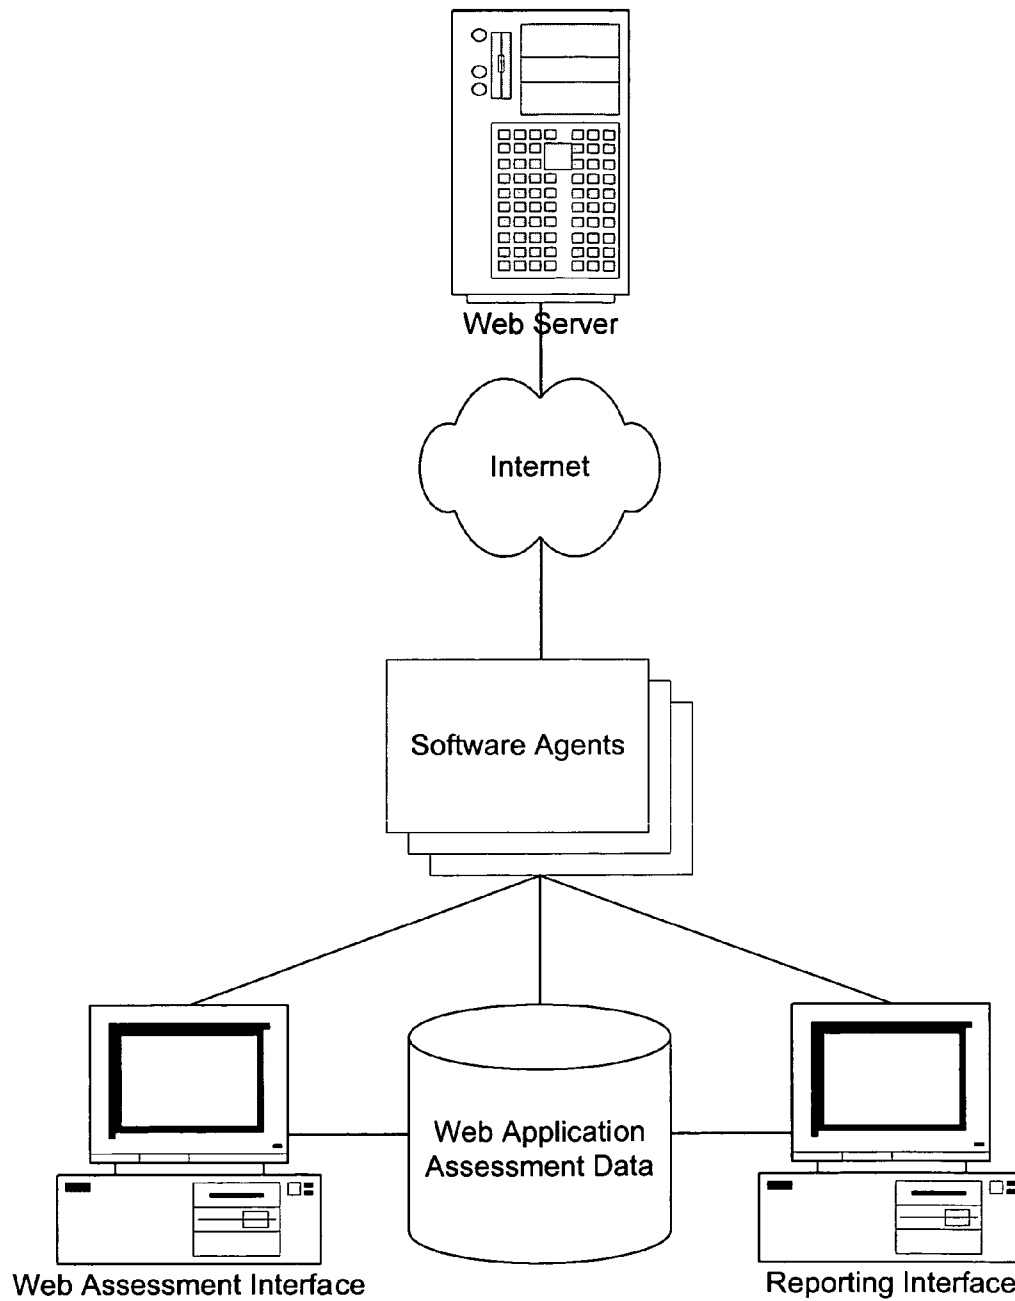 Web Server
Internet
Software Agents
Web Application
Assessment Data
Web Assessment Interface
Reporting Interface